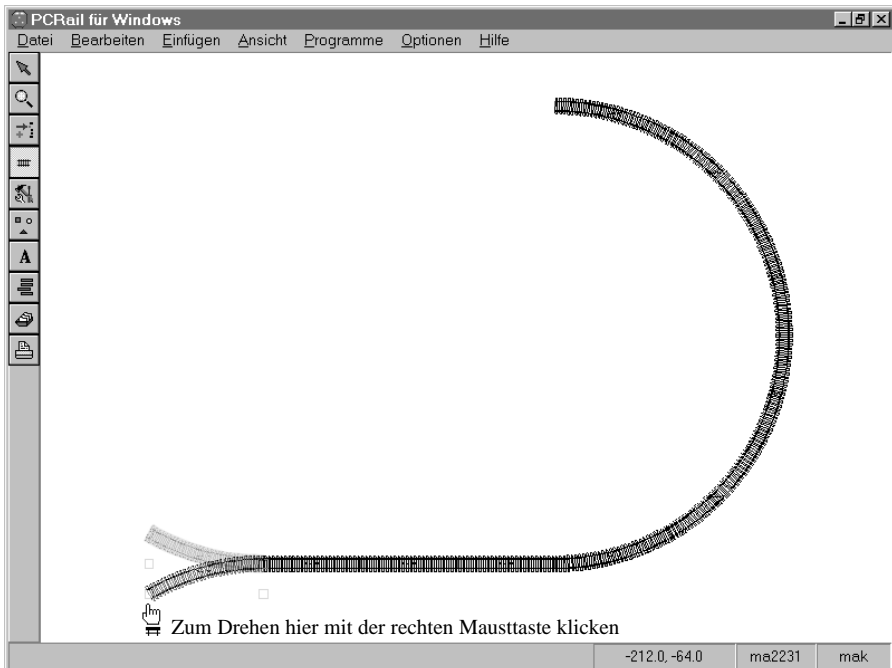 PCRail für Windows
Datei Bearbeiten Einfügen Ansicht Programme Optionen Hilfe
A
Zum Drehen hier mit der rechten Mausttaste klicken
-212.0, -64.0 ma2231 mak